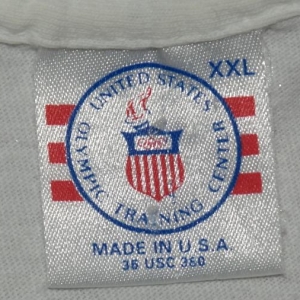 XXL
UNITED STATES
OLYMPIC TRAINING CENTER
MADE IN U.S.A.
36 USC 380